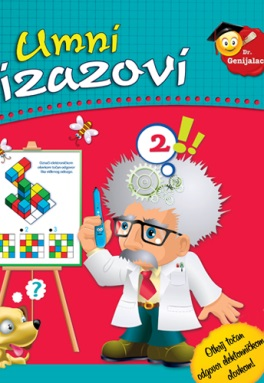 Umni
izazovi
Dr.
Genijalac
2
!!
?
Otkrij točan
odgovor elektroničkom
olovkom!